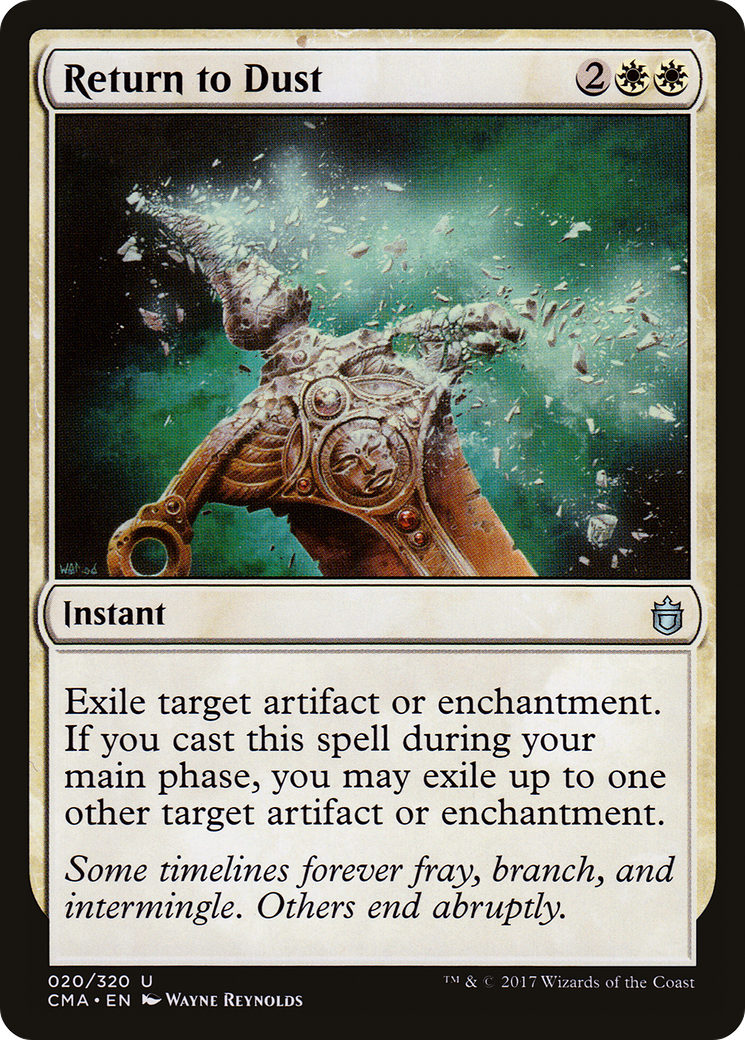 Return to Dust
2
Instant
Exile target artifact or enchantment.
If you cast this spell during your
main phase, you may exile up to one
other target artifact or enchantment.
Some timelines forever fray, branch, and
intermingle. Others end abruptly.
020/320 U
CMA • EN Wayne Reynolds
™ & © 2017 Wizards of the Coast